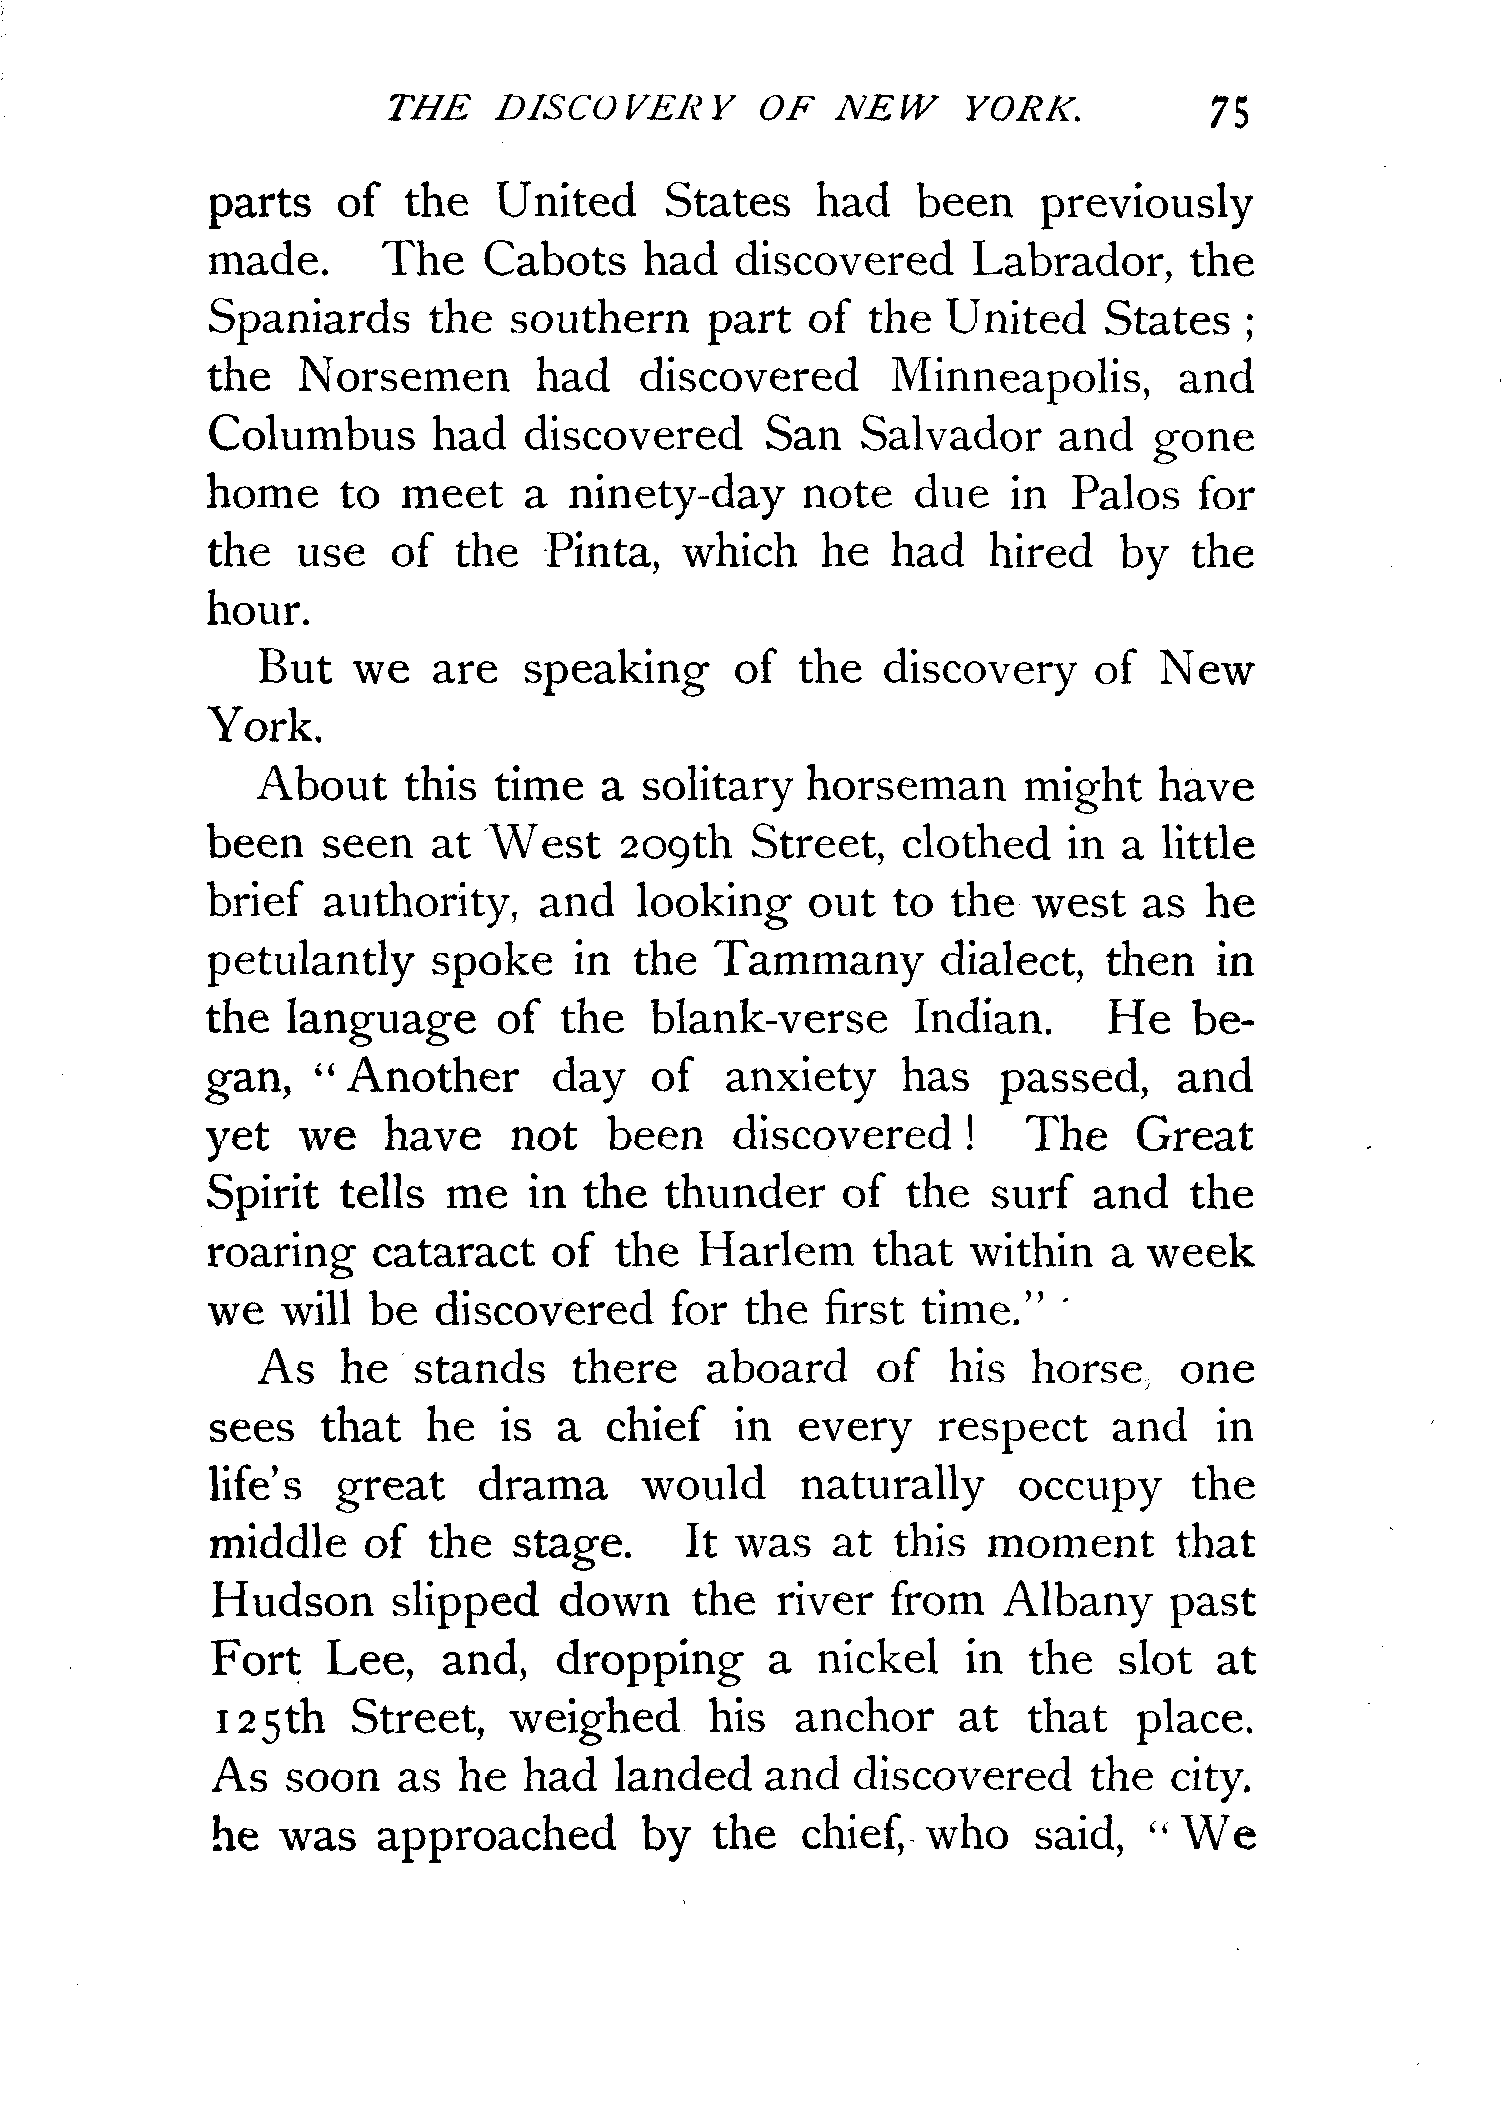 THE DISCOVERY OF NEW YORK. 75
parts of the United States had been previously
made. The Cabots had discovered Labrador, the
Spaniards the southern part of the United States ;
the Norsemen had discovered Minneapolis, and
Columbus had discovered San Salvador and gone
home to meet a ninety-day note due in Palos for
the use of the Pinta, which he had hired by the
hour.
But we are speaking of the discovery of New
York.
About this time a solitary horseman might have
been seen at West 209th Street, clothed in a little
brief authority, and looking out to the west as he
petulantly spoke in the Tammany dialect, then in
the language of the blank-verse Indian. He be-
gan, “ Another day of anxiety has passed, and
yet we have not been discovered ! The Great
Spirit tells me in the thunder of the surf and the
roaring cataract of the Harlem that within a week
we will be discovered for the first time.”
As he stands there aboard of his horse, one
sees that he is a chief in every respect and in
life’s great drama would naturally occupy the
middle of the stage. It was at this moment that
Hudson slipped down the river from Albany past
Fort Lee, and, dropping a nickel in the slot at
125th Street, weighed his anchor at that place.
As soon as he had landed and discovered the city.
he was approached by the chief, who said, “ We